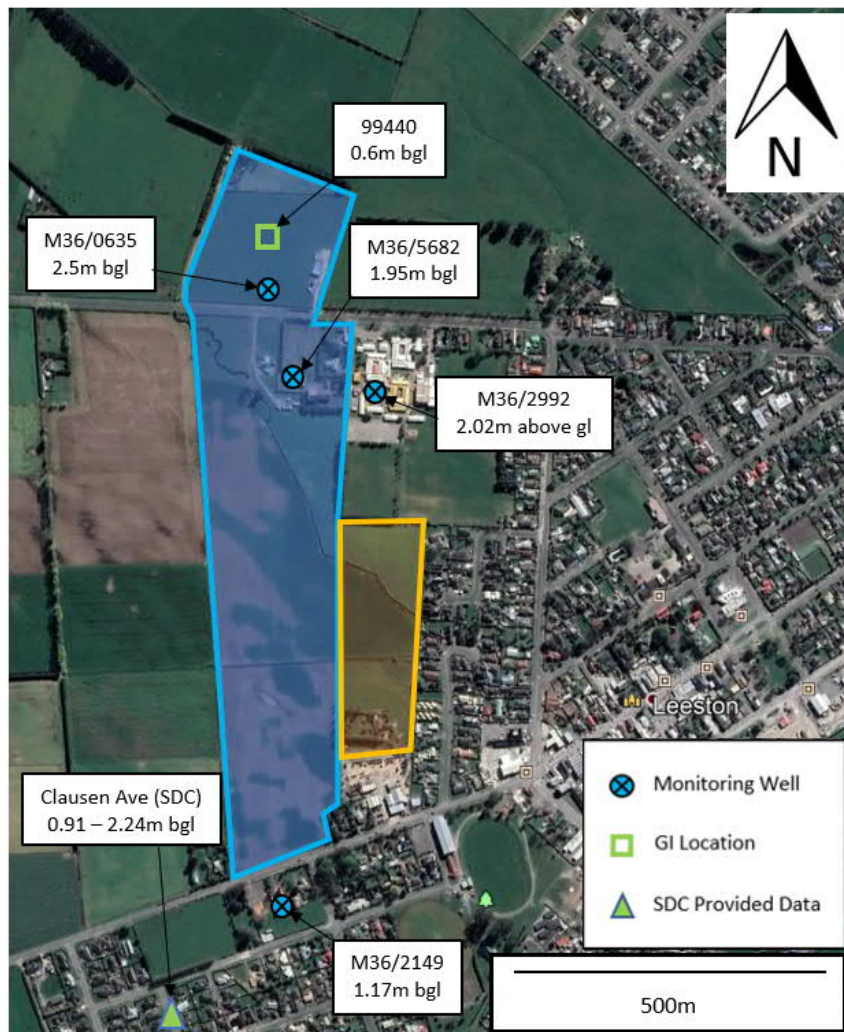 N
99440
0.6m bgl
M36/0635
2.5m bgl
M36/5682
1.95m bgl
M36/2992
2.02m above gl
Leeston
Clausen Ave (SDC)
0.91 – 2.24m bgl
M36/2149
1.17m bgl
Monitoring Well
GI Location
SDC Provided Data
500m